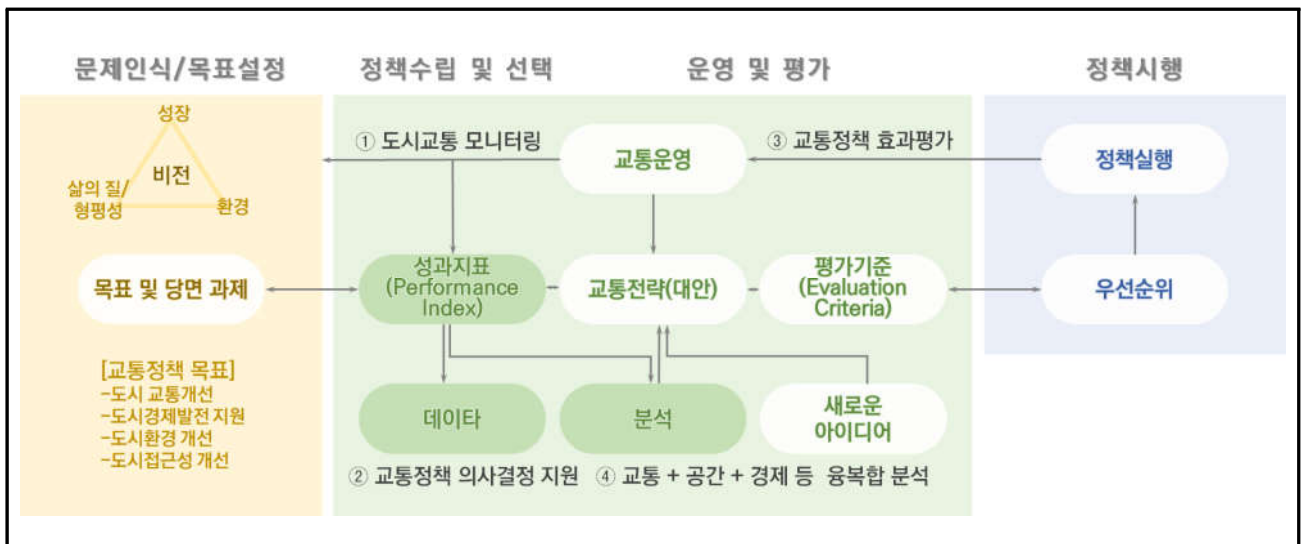 문제인식/목표설정
정책수립 및 선택
운영 및 평가
정책시행
성장
비전
삶의 질/
형평성
환경
① 도시교통 모니터링
교통운영
③ 교통정책 효과평가
정책실행
목표 및 당면 과제
성과지표
(Performance
Index)
교통전략(대안)
평가기준
(Evaluation
Criteria)
우선순위
[교통정책 목표]
-도시 교통개선
-도시경제발전 지원
-도시환경 개선
-도시접근성 개선
데이타
분석
새로운
아이디어
② 교통정책 의사결정 지원
④ 교통 + 공간 + 경제 등 융복합 분석